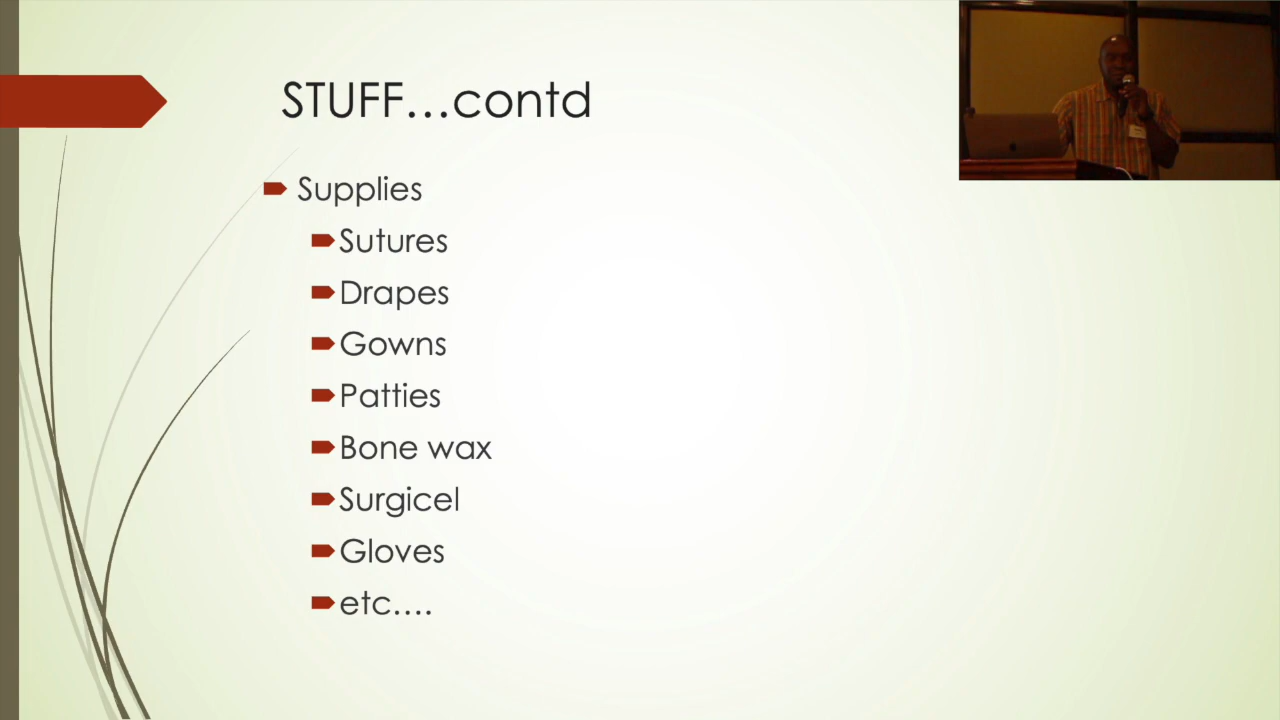 STUFF...contd
Supplies
Sutures
Drapes
Gowns
Patties
Bone wax
Surgicel
Gloves
etc....